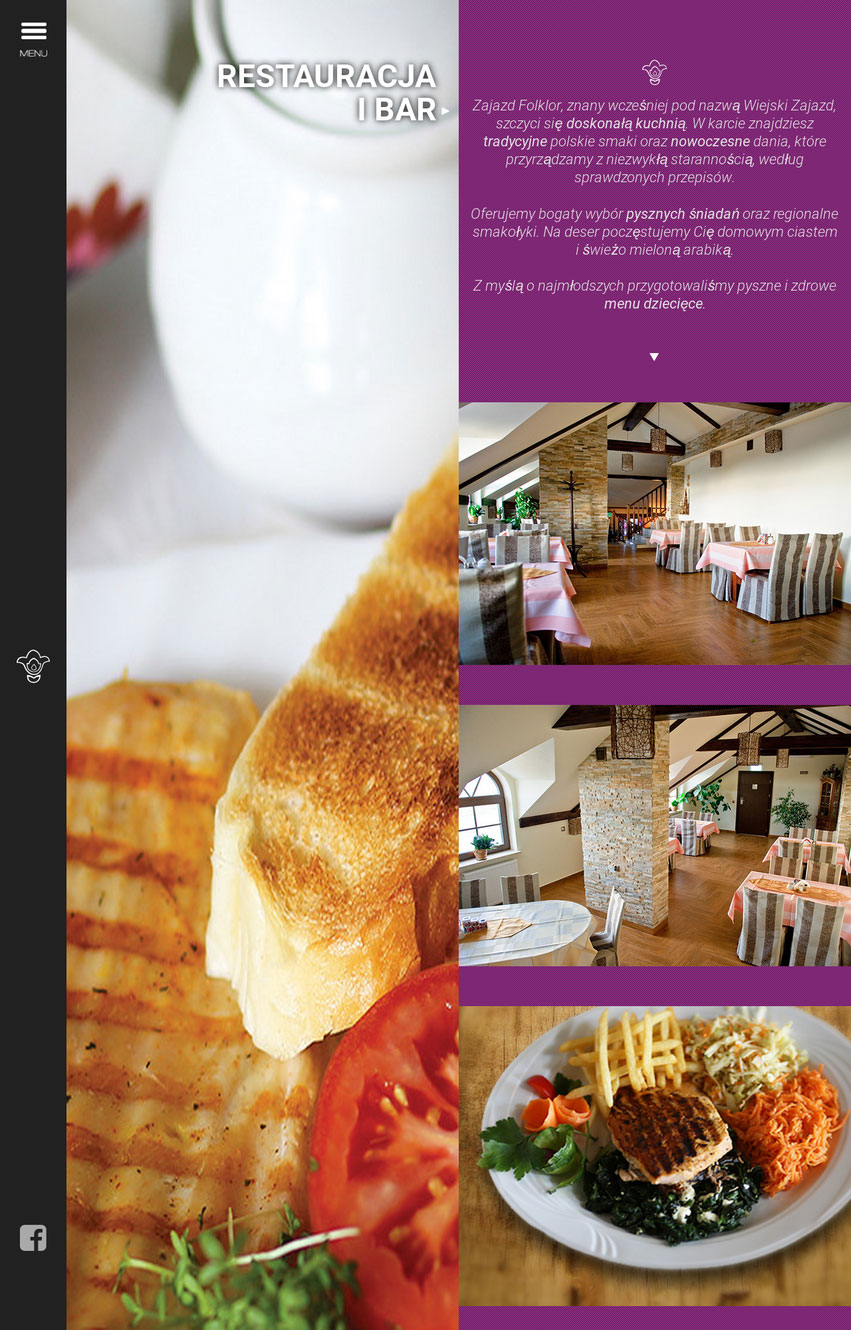 MENU
RESTAURACJA
I BAR
Zajazd Folklor, znany wcześniej pod nazwą Wiejski Zajazd,
szczyci się doskonałą kuchnią. W karcie znajdziesz
tradycyjne polskie smaki oraz nowoczesne dania, które
przyrządzamy z niezwykłą starannością, według
sprawdzonych przepisów.
Oferujemy bogaty wybór pysznych śniadań oraz regionalne
smakołyki. Na deser poczęstujemy Cię domowym ciastem
i świeżo mieloną arabiką.
Z myślą o najmłodszych przygotowaliśmy pyszne i zdrowe
menu dziecięce.